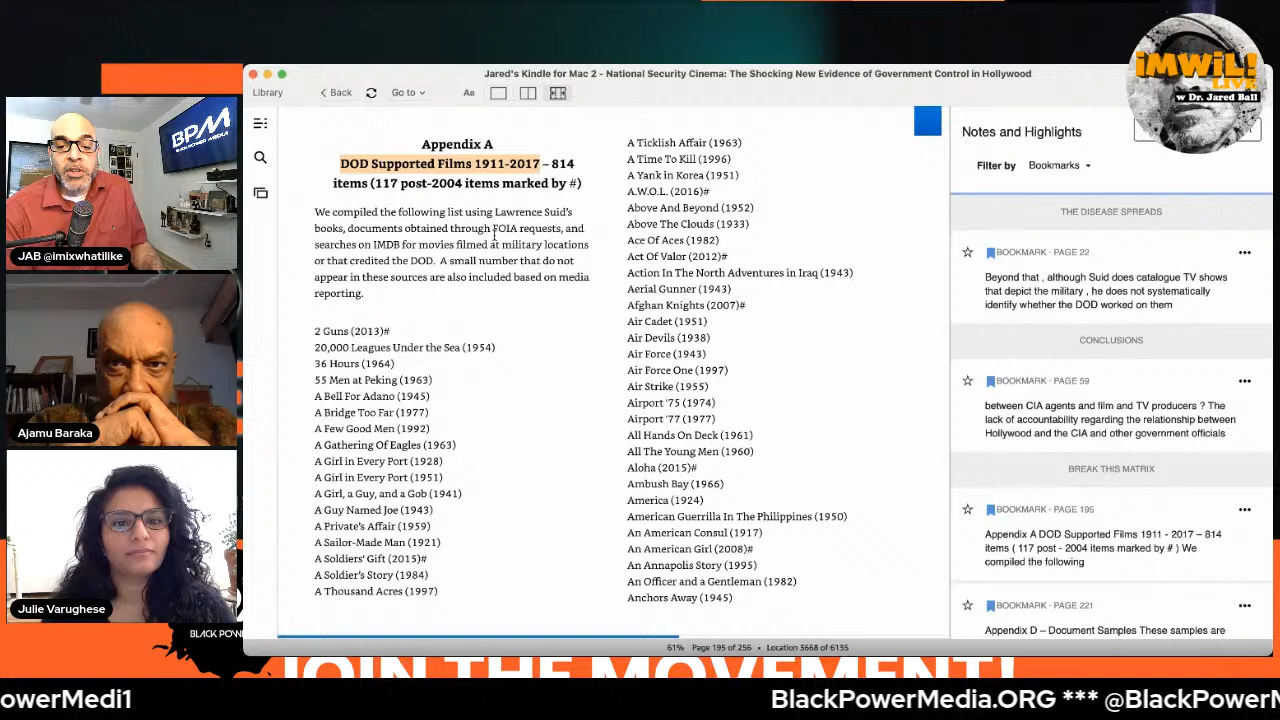 iMWiL!
LIVE
w Dr. Jared Ball
Jared's Kindle for Mac 2 - National Security Cinema: The Shocking New Evidence of Government Control in Hollywood
Library
Back
Go to
Aa
BPM
BLACK POWER MEDIA
JAB @imixwhatilike
Ajamu Baraka
Julie Varughese
Appendix A
DOD Supported Films 1911-2017 – 814
items (117 post-2004 items marked by #)
We compiled the following list using Lawrence Suid's
books, documents obtained through FOIA requests, and
searches on IMDB for movies filmed at military locations
or that credited the DOD. A small number that do not
appear in these sources are also included based on media
reporting.
2 Guns (2013)#
20,000 Leagues Under the Sea (1954)
36 Hours (1964)
55 Men at Peking (1963)
A Bell For Adano (1945)
A Bridge Too Far (1977)
A Few Good Men (1992)
A Gathering Of Eagles (1963)
A Girl in Every Port (1928)
A Girl in Every Port (1951)
A Girl, a Guy, and a Gob (1941)
A Guy Named Joe (1943)
A Private's Affair (1959)
A Sailor-Made Man (1921)
A Soldiers' Gift (2015)#
A Soldier's Story (1984)
A Thousand Acres (1997)
A Ticklish Affair (1963)
A Time To Kill (1996)
A Yank in Korea (1951)
A.W.O.L. (2016)#
Above And Beyond (1952)
Above The Clouds (1933)
Ace Of Aces (1982)
Act Of Valor (2012)#
Action In The North Adventures in Iraq (1943)
Aerial Gunner (1943)
Afghan Knights (2007)#
Air Cadet (1951)
Air Devils (1938)
Air Force (1943)
Air Force One (1997)
Air Strike (1955)
Airport '75 (1974)
Airport '77 (1977)
All Hands On Deck (1961)
All The Young Men (1960)
Aloha (2015)#
Ambush Bay (1966)
America (1924)
American Guerrilla In The Philippines (1950)
An American Consul (1917)
An American Girl (2008)#
An Annapolis Story (1995)
An Officer and a Gentleman (1982)
Anchors Away (1945)
Notes and Highlights
Filter by Bookmarks
THE DISEASE SPREADS
BOOKMARK · PAGE 22
Beyond that , although Suid does catalogue TV shows
that depict the military , he does not systematically
identify whether the DOD worked on them
CONCLUSIONS
BOOKMARK · PAGE 59
between CIA agents and film and TV producers ? The
lack of accountability regarding the relationship between
Hollywood and the CIA and other government officials
BREAK THIS MATRIX
BOOKMARK · PAGE 195
Appendix A DOD Supported Films 1911 - 2017 – 814
items ( 117 post - 2004 items marked by # ) We
compiled the following
BOOKMARK · PAGE 221
Appendix D – Document Samples These samples are
61% Page 195 of 256 • Location 3668 of 6135
BLACK POW
JOIN THE MOVEMENT!
owerMedi1
BlackPowerMedia.ORG *** @BlackPowerM